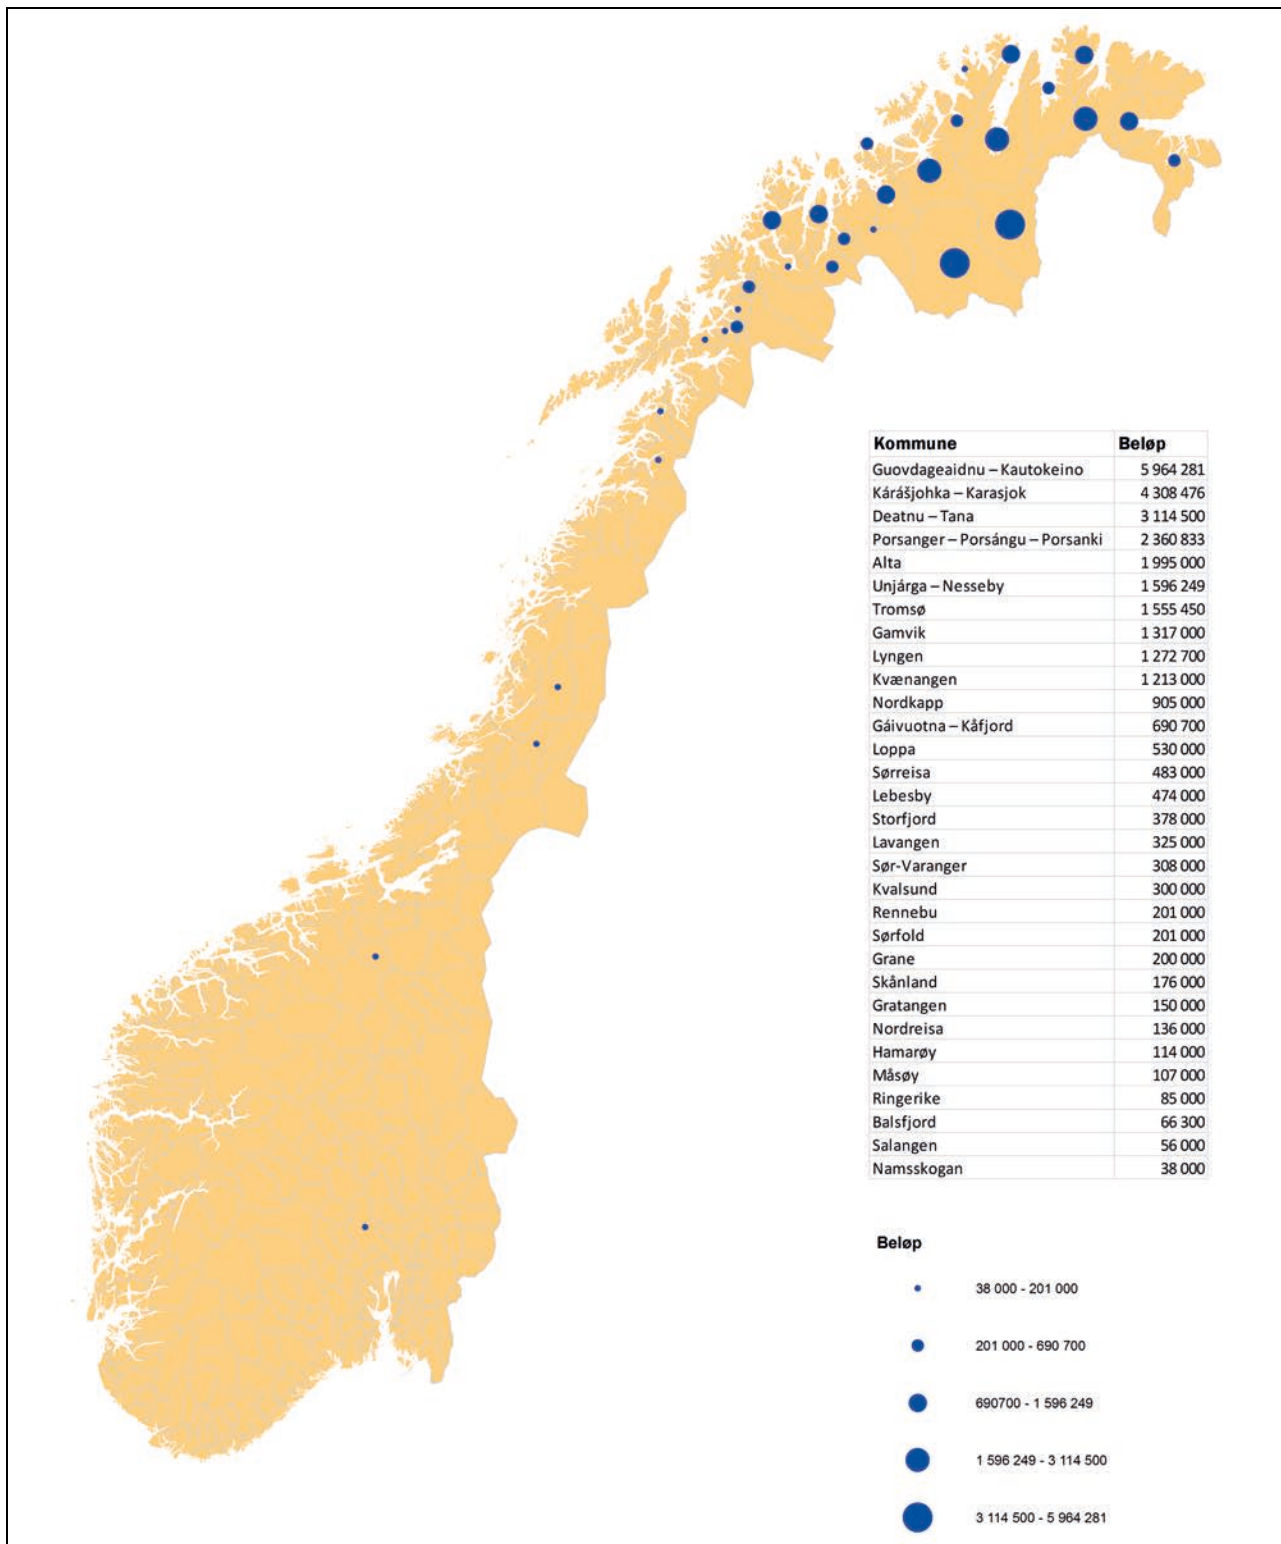 Kommune Beløp
Guovdageaidnu – Kautokeino 5 964 281
Kárášjohka – Karasjok 4 308 476
Deatnu – Tana 3 114 500
Porsanger – Porsángu – Porsanki 2 360 833
Alta 1 995 000
Unjárga – Nesseby 1 596 249
Tromsø 1 555 450
Gamvik 1 317 000
Lyngen 1 272 700
Kvænangen 1 213 000
Nordkapp 905 000
Gáivuotna – Kåfjord 690 700
Loppa 530 000
Sørreisa 483 000
Lebesby 474 000
Storfjord 378 000
Lavangen 325 000
Sør-Varanger 308 000
Kvalsund 300 000
Rennebu 201 000
Sørfold 201 000
Grane 200 000
Skånland 176 000
Gratangen 150 000
Nordreisa 136 000
Hamarøy 114 000
Måsøy 107 000
Ringerike 85 000
Balsfjord 66 300
Salangen 56 000
Namsskogan 38 000
Beløp
38 000 - 201 000
201 000 - 690 700
690700 - 1 596 249
1 596 249 - 3 114 500
3 114 500 - 5 964 281